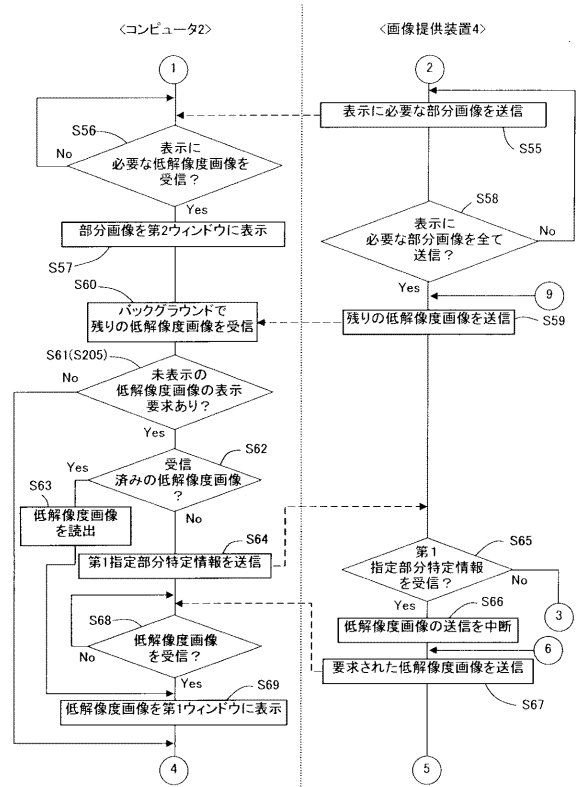 <コンピュータ2>
<画像提供装置4>
1
2
表示に必要な部分画像を送信
S55
S56
表示に
必要な低解像度画像を
受信?
No
Yes
部分画像を第2ウィンドウに表示
S57
S58
表示に
必要な部分画像を全て
送信?
No
Yes
9
S60
バックグラウンドで
残りの低解像度画像を受信
残りの低解像度画像を送信
S59
S61(S205)
未表示の
低解像度画像の表示
要求あり?
No
Yes
S62
受信
済みの低解像度画像
?
Yes
No
S63
低解像度画像
を読出
S64
第1指定部分特定情報を送信
S65
第1
指定部分特定情報
を受信?
No
Yes
3
S66
低解像度画像の送信を中断
6
S68
低解像度画像
を受信?
No
Yes
要求された低解像度画像を送信
S67
S69
低解像度画像を第1ウィンドウに表示
4
5